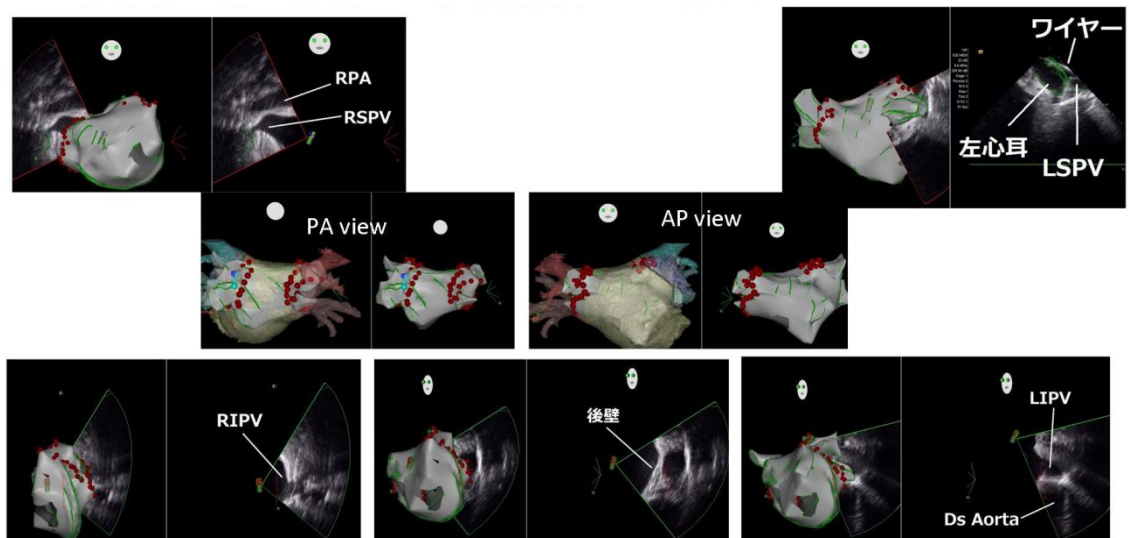 RPA
RSPV
ワイヤー
左心耳
LSPV
PA view
AP view
RIPV
後壁
LIPV
Ds Aorta